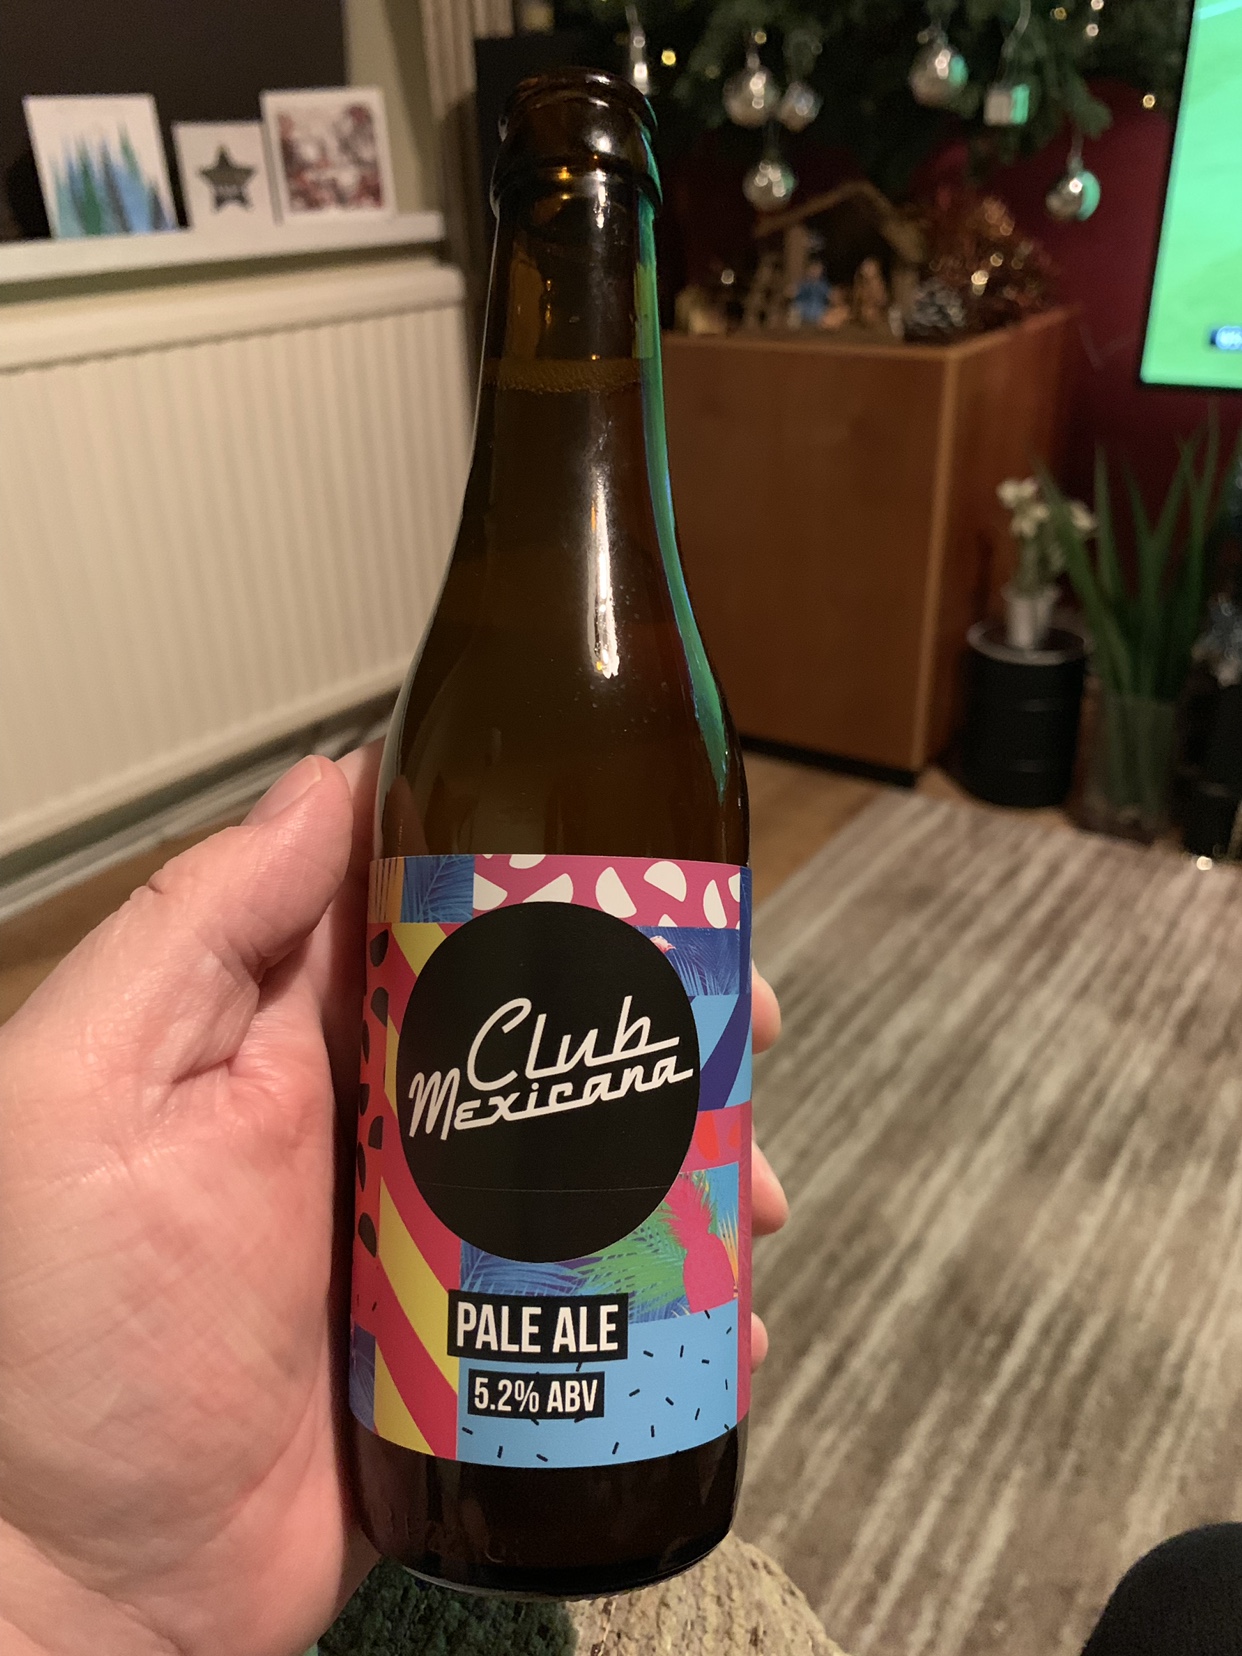 Club
Mexicana
PALE ALE
5.2% ABV